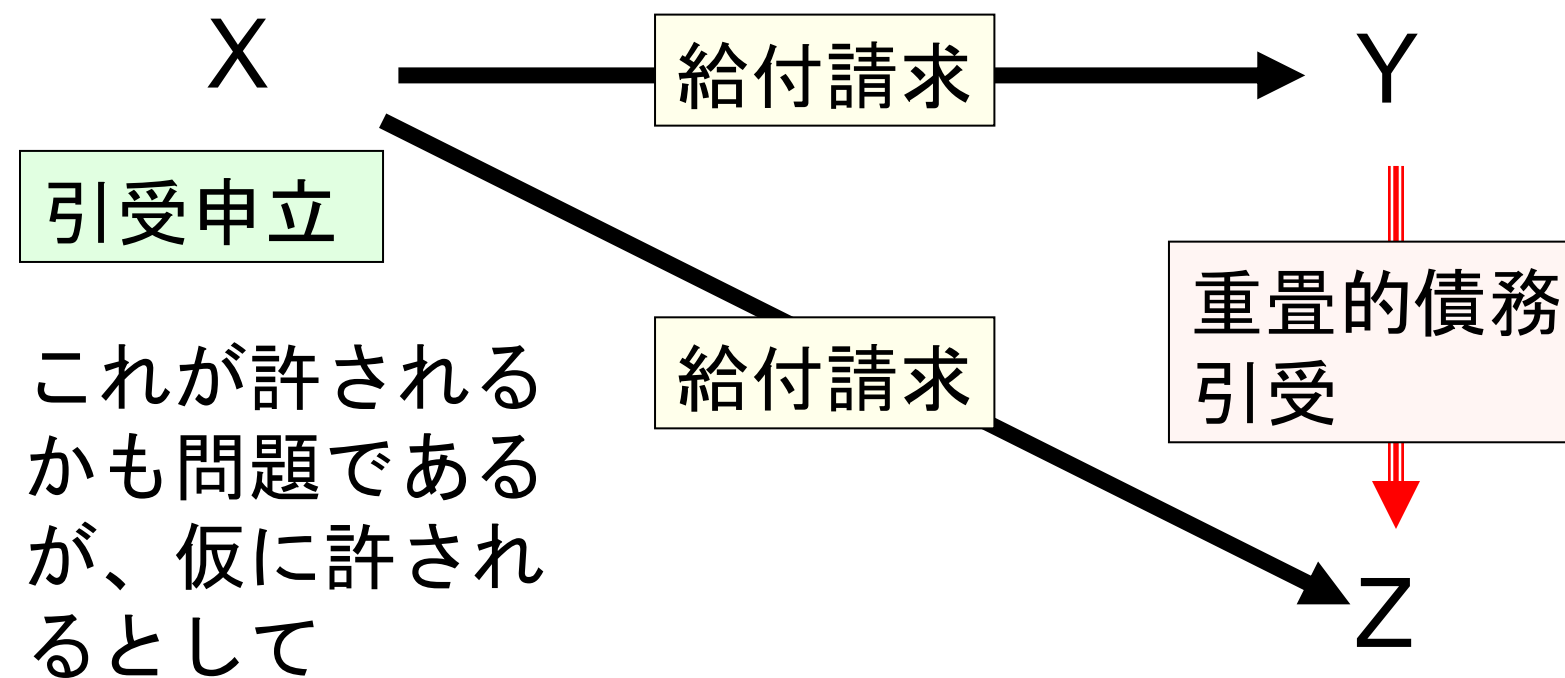 X
給付請求
Y
引受申立
重畳的債務
引受
給付請求
これが許される
かも問題である
が、仮に許され
るとして
Z